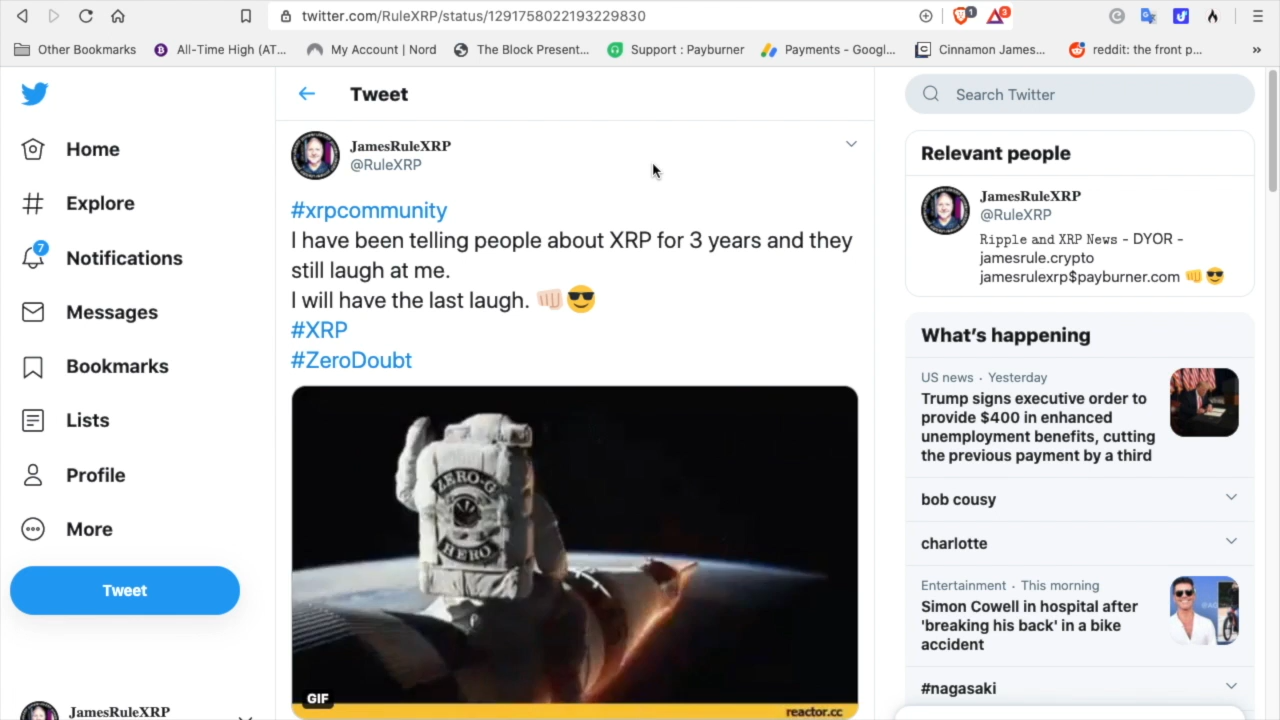 twitter.com/RuleXRP/status/1291758022193229830
1
3
Other Bookmarks
All-Time High (AT...
My Account | Nord
The Block Present...
Support : Payburner
Payments - Googl...
Cinnamon James...
reddit: the front p...
»
Home
Explore
7
Notifications
Messages
Bookmarks
Lists
Profile
More
Tweet
JamesRuleXRP
Tweet
JamesRuleXRP
@RuleXRP
#xrpcommunity
I have been telling people about XRP for 3 years and they
still laugh at me.
I will have the last laugh. 👊🏻😎
#XRP
#ZeroDoubt
ZERO-G
HERO
GIF
reactor.cc
Search Twitter
Relevant people
JamesRuleXRP
@RuleXRP
Ripple and XRP News - DYOR -
jamesrule.crypto
jamesrulexrp$payburner.com 👊😎
What's happening
US news · Yesterday
Trump signs executive order to
provide $400 in enhanced
unemployment benefits, cutting
the previous payment by a third
bob cousy
charlotte
Entertainment · This morning
Simon Cowell in hospital after
'breaking his back' in a bike
accident
#nagasaki